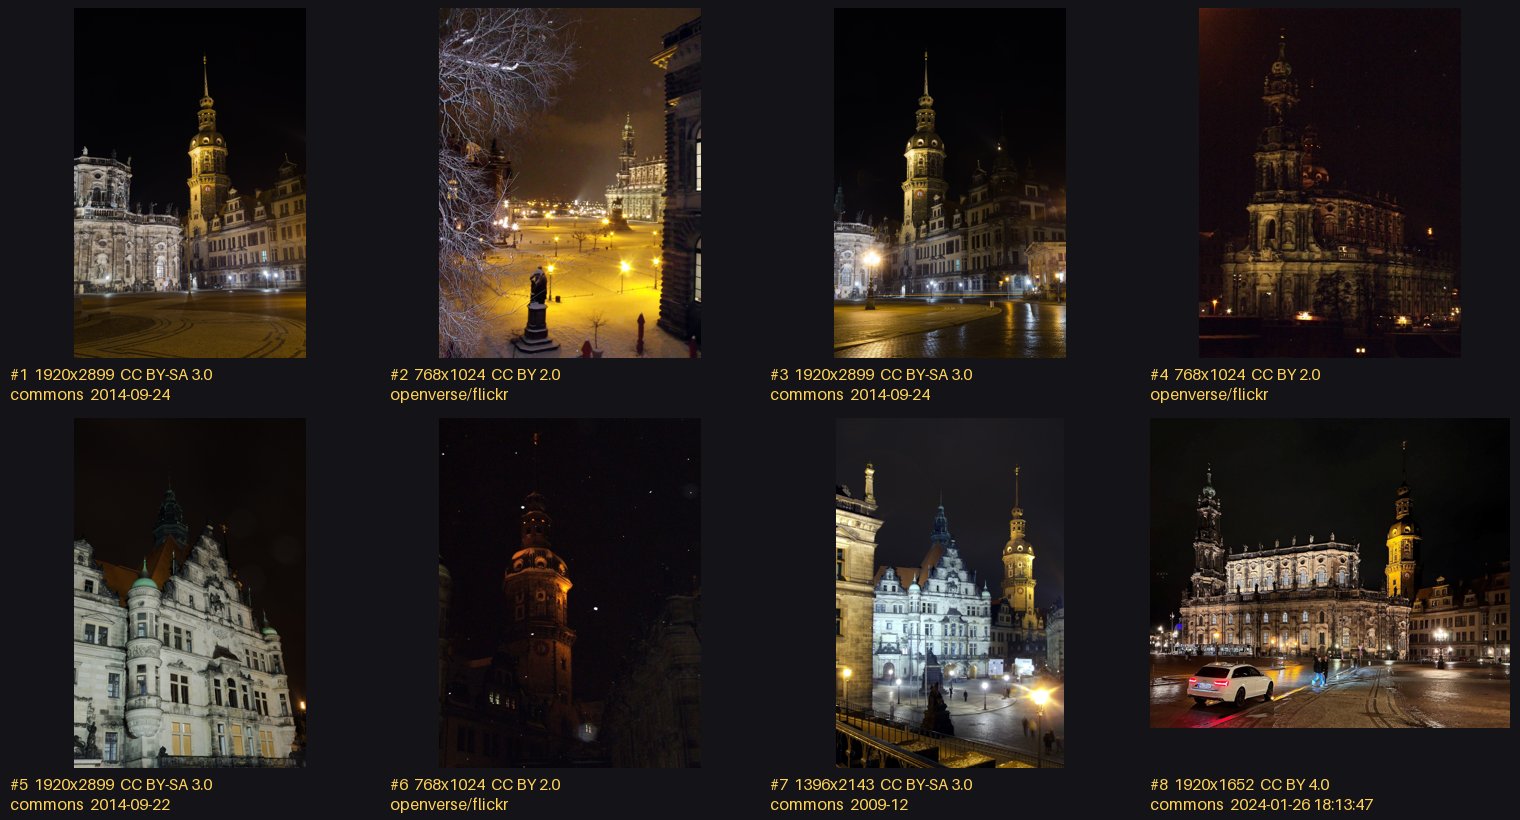 #1 1920x2899 CC BY-SA 3.0
commons 2014-09-24
#2 768x1024 CC BY 2.0
openverse/flickr
#3 1920x2899 CC BY-SA 3.0
commons 2014-09-24
#4 768x1024 CC BY 2.0
openverse/flickr
#5 1920x2899 CC BY-SA 3.0
commons 2014-09-22
#6 768x1024 CC BY 2.0
openverse/flickr
#7 1396x2143 CC BY-SA 3.0
commons 2009-12
#8 1920x1652 CC BY 4.0
commons 2024-01-26 18:13:47